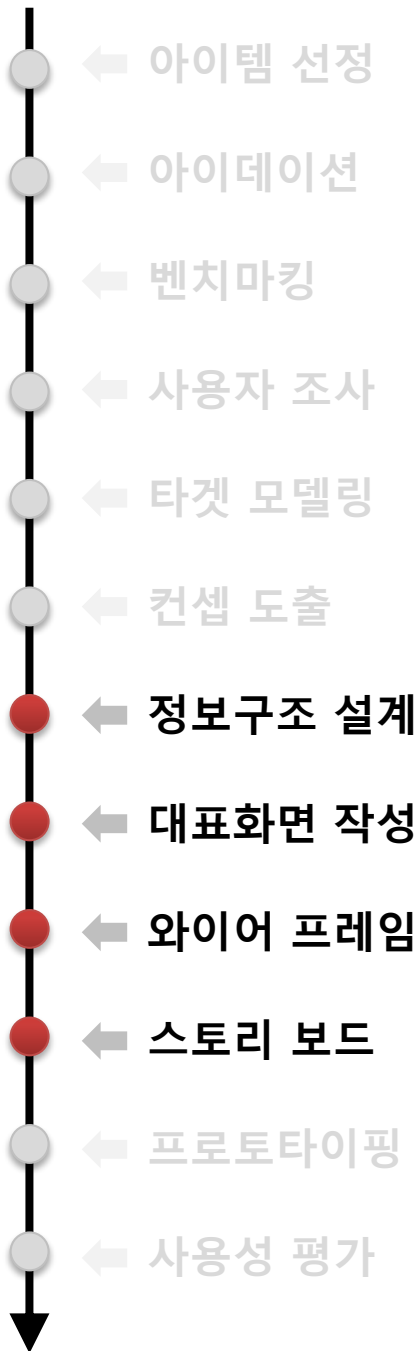 아이템 선정
아이데이션
벤치마킹
사용자 조사
타겟 모델링
컨셉 도출
정보구조 설계
대표화면 작성
와이어 프레임
스토리 보드
프로토타이핑
사용성 평가